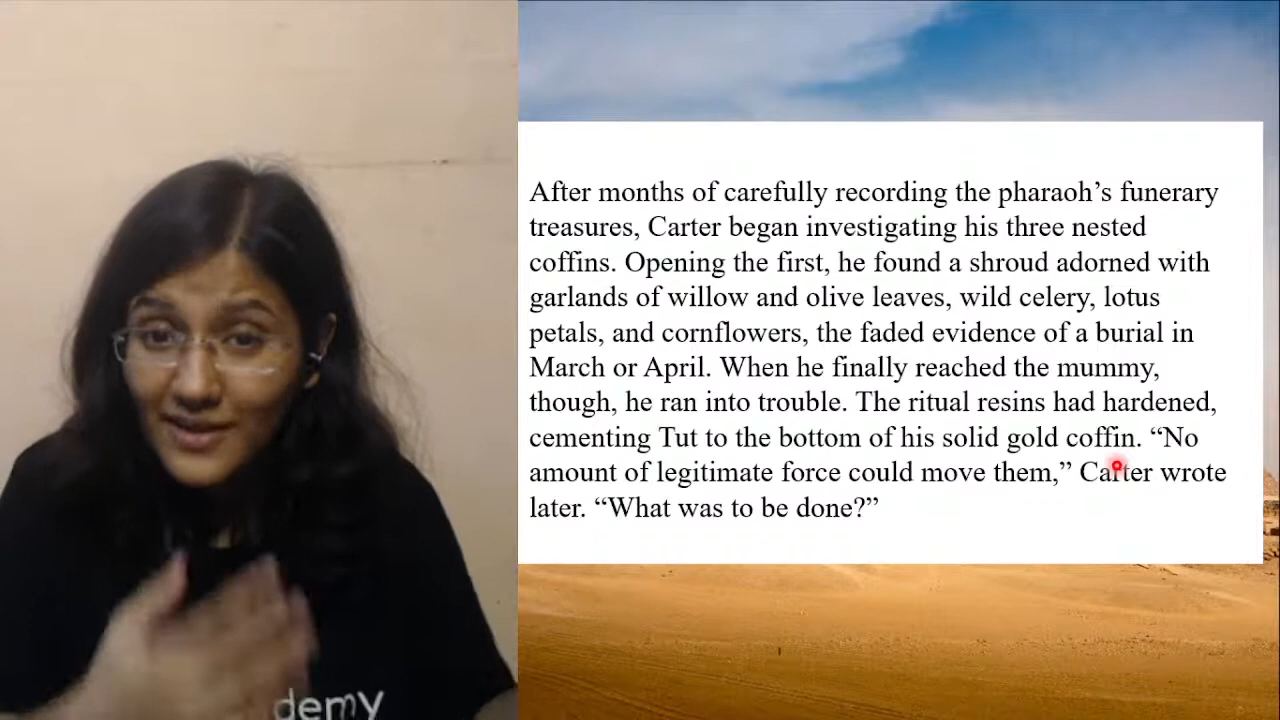 After months of carefully recording the pharaoh’s funerary
treasures, Carter began investigating his three nested
coffins. Opening the first, he found a shroud adorned with
garlands of willow and olive leaves, wild celery, lotus
petals, and cornflowers, the faded evidence of a burial in
March or April. When he finally reached the mummy,
though, he ran into trouble. The ritual resins had hardened,
cementing Tut to the bottom of his solid gold coffin. “No
amount of legitimate force could move them,” Carter wrote
later. “What was to be done?”
demy